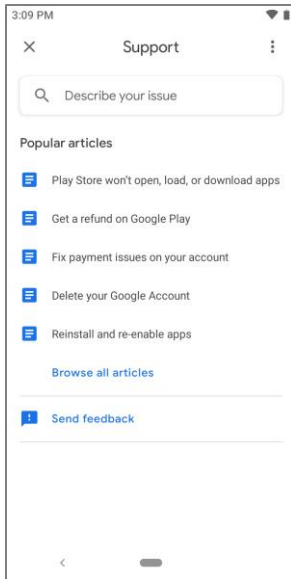 3:09 PM
Support
Describe your issue
Popular articles
Play Store won't open, load, or download apps
Get a refund on Google Play
Fix payment issues on your account
Delete your Google Account
Reinstall and re-enable apps
Browse all articles
Send feedback